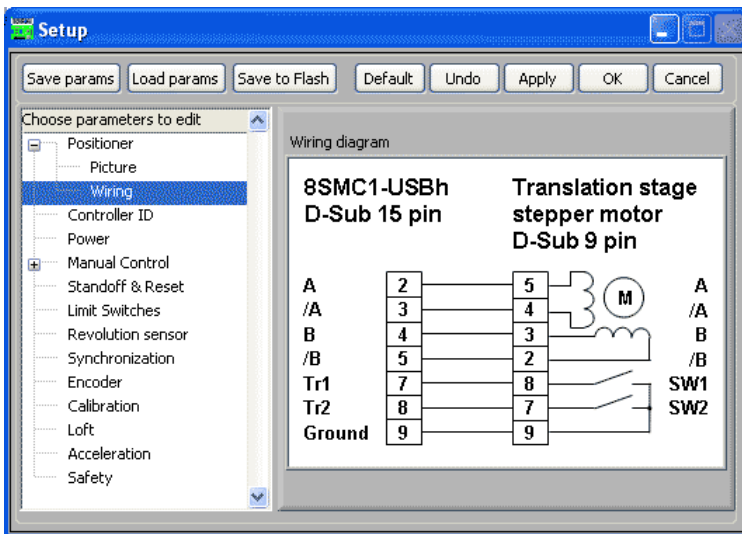 Setup
Save params Load params Save to Flash Default Undo Apply OK Cancel
Choose parameters to edit
Positioner
Picture
Wiring
Controller ID
Power
Manual Control
Standoff & Reset
Limit Switches
Revolution sensor
Synchronization
Encoder
Calibration
Loft
Acceleration
Safety
Wiring diagram
8SMC1-USBh Translation stage
D-Sub 15 pin stepper motor
D-Sub 9 pin
A 2 5 M A
/A 3 4 /A
B 4 3 B
/B 5 2 /B
Tr1 7 8 SW1
Tr2 8 7 SW2
Ground 9 9